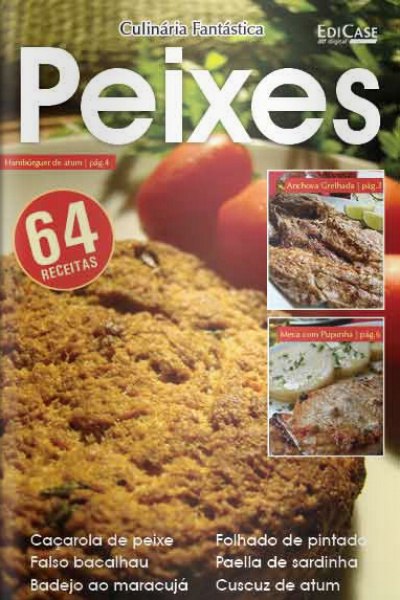 Culinária Fantástica
EDICASE
digital
Peixes
Hambúrguer de atum | pág.4
64
RECEITAS
Anchova Grelhada | pág.3
Meca com Pupunha | pág.6
Caçarola de peixe
Falso bacalhau
Badejo ao maracujá
Folhado de pintado
Paella de sardinha
Cuscuz de atum